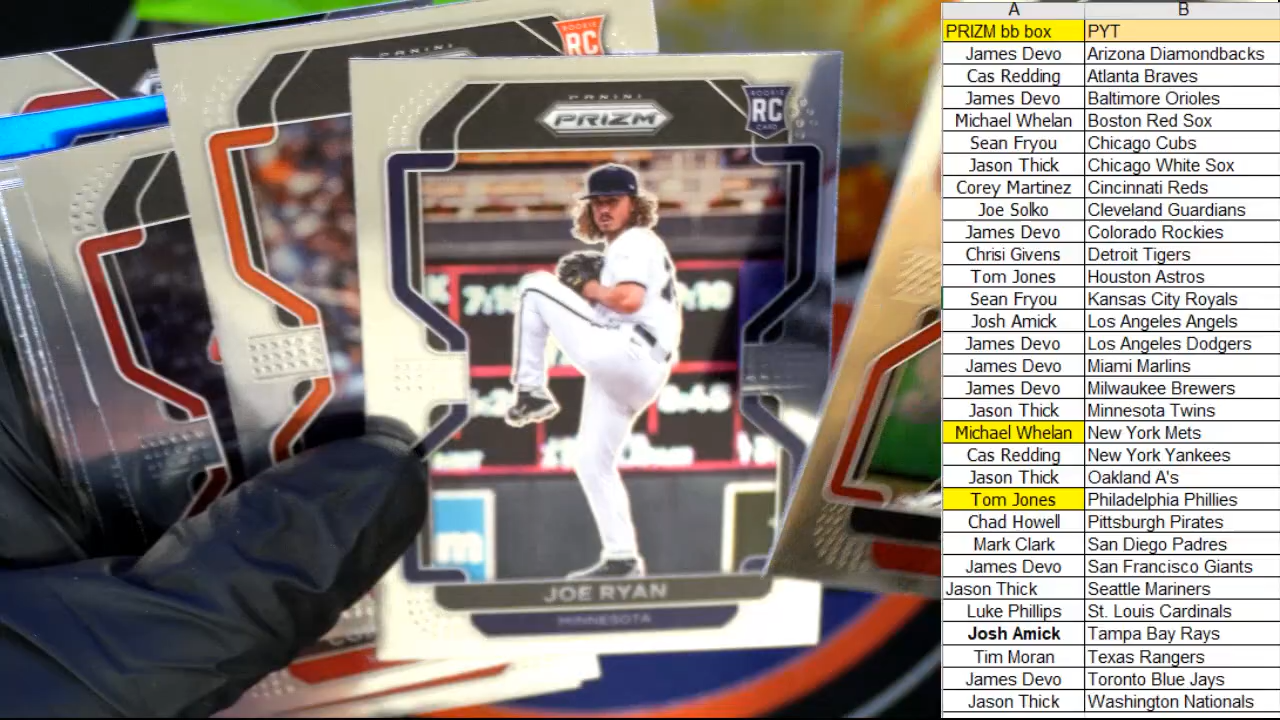 PANINI
ROOKIE
RC
PANINI
PRIZM
ROOKIE
RC
CARD
JOE RYAN
MINNESOTA
A B
PRIZM bb box PYT
James Devo Arizona Diamondbacks
Cas Redding Atlanta Braves
James Devo Baltimore Orioles
Michael Whelan Boston Red Sox
Sean Fryou Chicago Cubs
Jason Thick Chicago White Sox
Corey Martinez Cincinnati Reds
Joe Solko Cleveland Guardians
James Devo Colorado Rockies
Chrisi Givens Detroit Tigers
Tom Jones Houston Astros
Sean Fryou Kansas City Royals
Josh Amick Los Angeles Angels
James Devo Los Angeles Dodgers
James Devo Miami Marlins
James Devo Milwaukee Brewers
Jason Thick Minnesota Twins
Michael Whelan New York Mets
Cas Redding New York Yankees
Jason Thick Oakland A's
Tom Jones Philadelphia Phillies
Chad Howell Pittsburgh Pirates
Mark Clark San Diego Padres
James Devo San Francisco Giants
Jason Thick Seattle Mariners
Luke Phillips St. Louis Cardinals
Josh Amick Tampa Bay Rays
Tim Moran Texas Rangers
James Devo Toronto Blue Jays
Jason Thick Washington Nationals